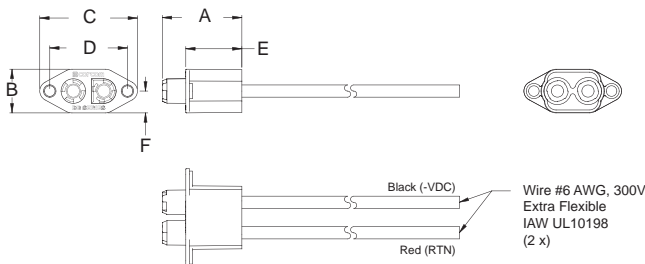 A
C
D
E
B
F
Black (-VDC)
Red (RTN)
Wire #6 AWG, 300V
Extra Flexible
IAW UL10198
(2 x)